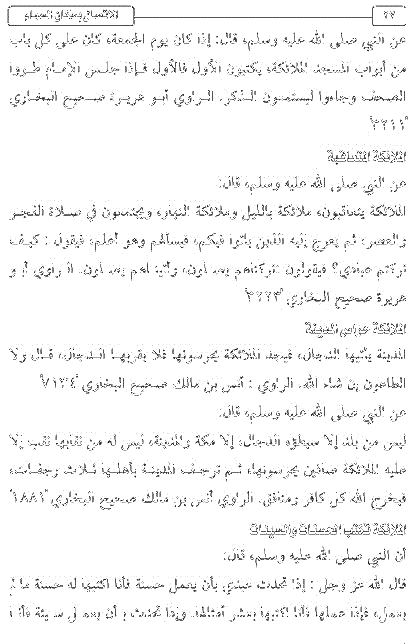 ٢٧
عن النبي صلى الله عليه وسلم، قال: إذا كان يوم الجمعة، كان على كل باب
من أبواب المسجد الملائكة، يكتبون الأول فالأول فإذا جلس الإمام طووا
الصحف وجاءوا يستمعون الذكر. الراوي أبو هريرة صحيح البخاري
٣٢١١
الملائكة المتعاقبة
عن النبي صلى الله عليه وسلم، قال:
الملائكة يتعاقبون، ملائكة بالليل وملائكة النهار، ويجتمعون في صلاة الفجر
والعصر، ثم يعرج إليه الذين باتوا فيكم، فيسألهم وهو أعلم، فيقول : كيف
تركتم عبادي؟ فيقولون تركناهم يصلون، وأتيناهم يصلون. الراوي أبو
هريرة صحيح البخاري ٣٢٢٣
الملائكة حراس المدينة
المدينة يأتيها الدجال، فيجد الملائكة يحرسونها فلا يقربها الدجال، قال ولا
الطاعون إن شاء الله. الراوي : أنس بن مالك صحيح البخاري ٧١٣٤
عن النبي صلى الله عليه وسلم، قال:
ليس من بلد إلا سيطؤه الدجال، إلا مكة والمدينة، ليس له من نقابها نقب إلا
عليه الملائكة صافين يحرسونها، ثم ترجف المدينة بأهلها ثلاث رجفات،
فيخرج الله كل كافر ومنافق. الراوي أنس بن مالك صحيح البخاري ١٨٨١
الملائكة تكتب الحسنات والسيئات
أن النبي صلى الله عليه وسلم، قال:
قال الله عز وجل : إذا تحدث عبدي بأن يعمل حسنة فأنا أكتبها له حسنة ما لم
يعمل، فإذا عملها فأنا أكتبها بعشر أمثالها. وإذا تحدث بأن يعمل سيئة فأنا